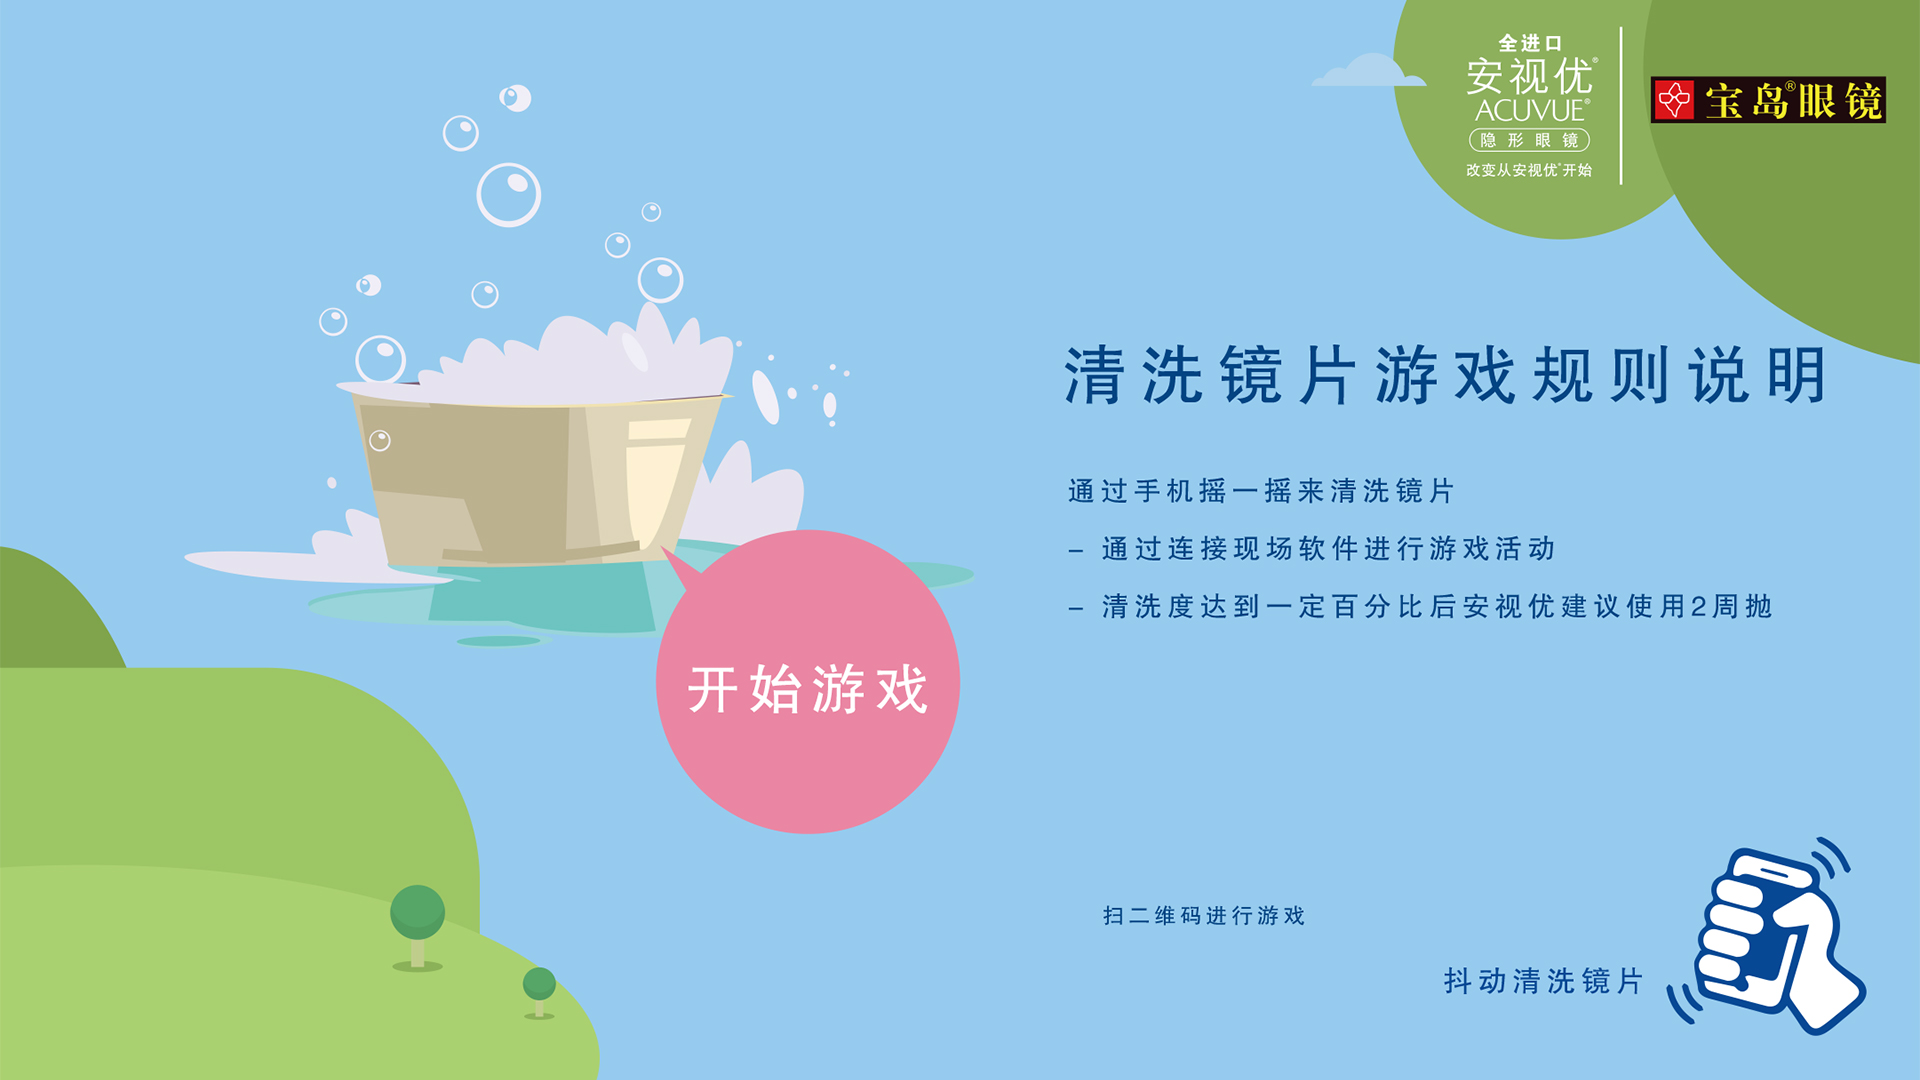 全进口
安视优®
ACUVUE®
隐形眼镜
改变从安视优®开始
宝岛®眼镜
清洗镜片游戏规则说明
通过手机摇一摇来清洗镜片
– 通过连接现场软件进行游戏活动
– 清洗度达到一定百分比后安视优建议使用2周抛
开始游戏
扫二维码进行游戏
抖动清洗镜片